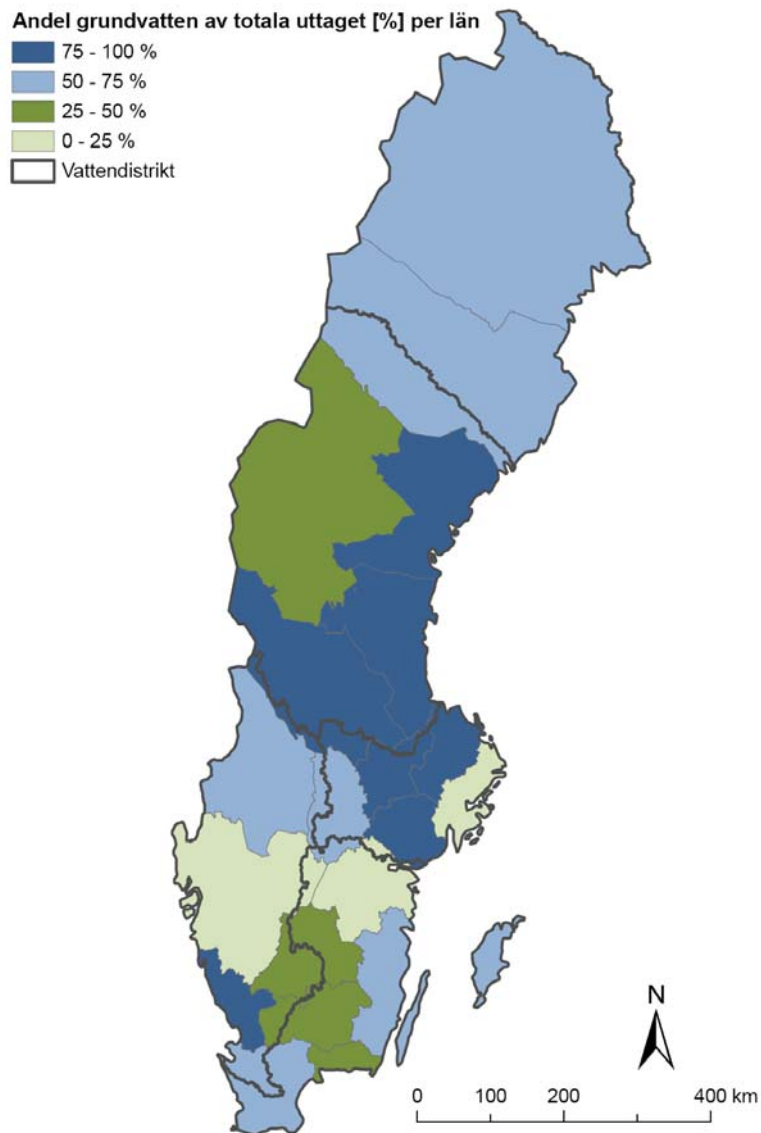 Andel grundvatten av totala uttaget [%] per län
75 - 100 %
50 - 75 %
25 - 50 %
0 - 25 %
Vattendistrikt
N
0 100 200 400 km